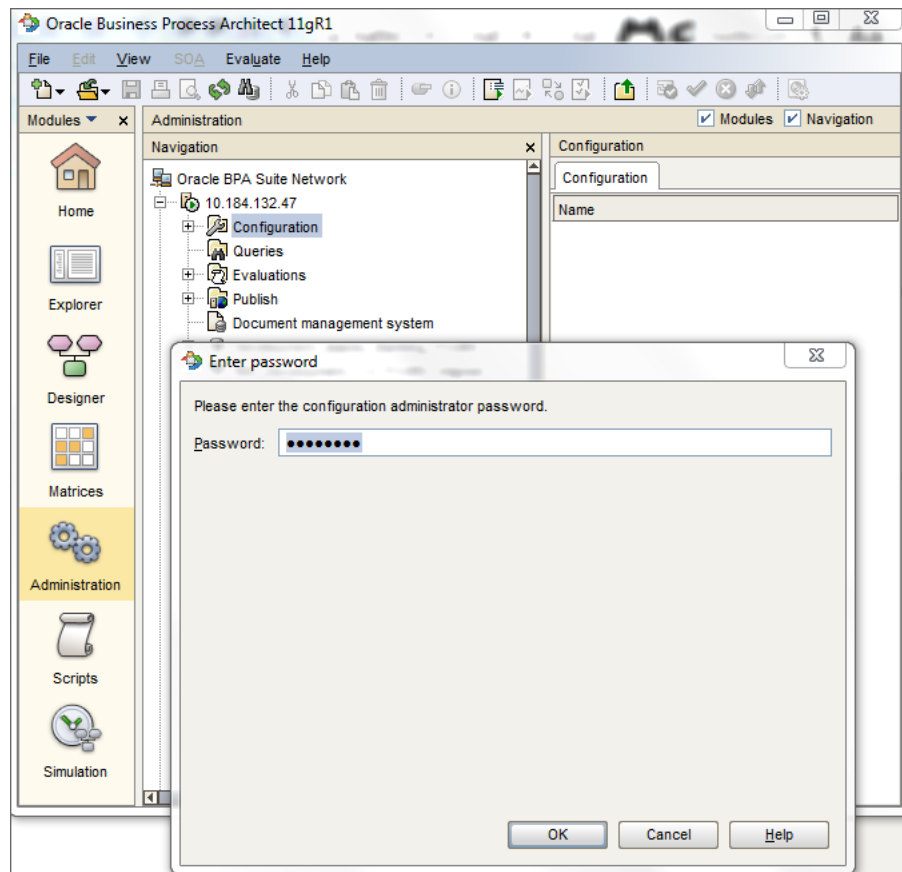 Oracle Business Process Architect 11gR1
File Edit View SOA Evaluate Help
Modules x Administration Modules Navigation
Navigation x Configuration
Oracle BPA Suite Network Configuration
10.184.132.47 Name
Home
Configuration
Queries
Evaluations
Explorer
Publish
Document management system
Enter password
Designer
Please enter the configuration administrator password.
Password: ●●●●●●●●
Matrices
Administration
Scripts
Simulation
OK Cancel Help